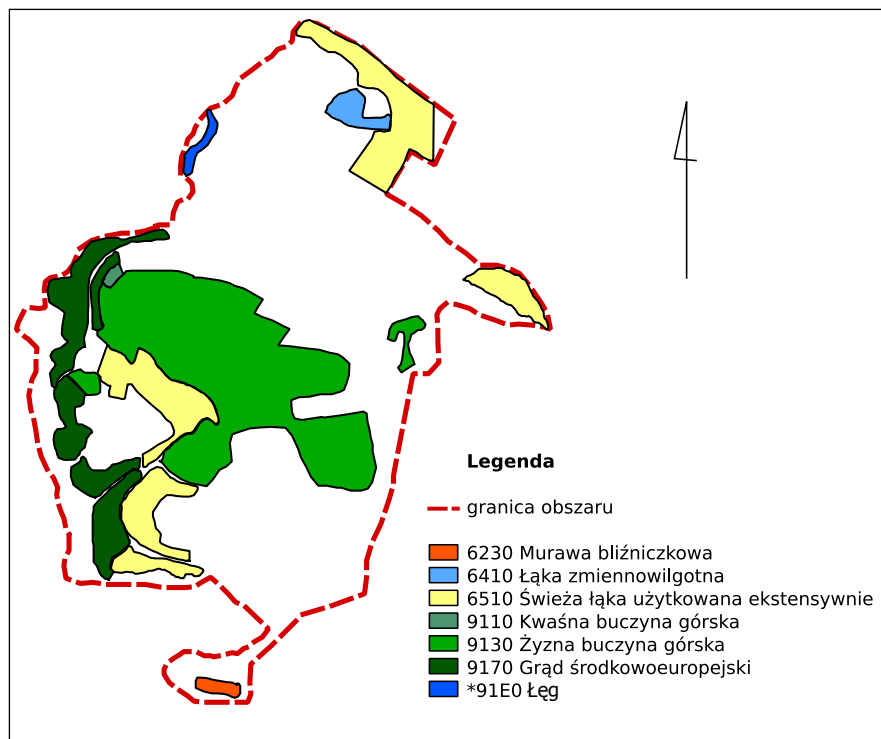 Legenda
granica obszaru
6230 Murawa bliźniczkowa
6410 Łąka zmiennowilgotna
6510 Świeża łąka użytkowana ekstensywnie
9110 Kwaśna buczyna górska
9130 Żyzna buczyna górska
9170 Grąd środkowoeuropejski
*91E0 Łęg